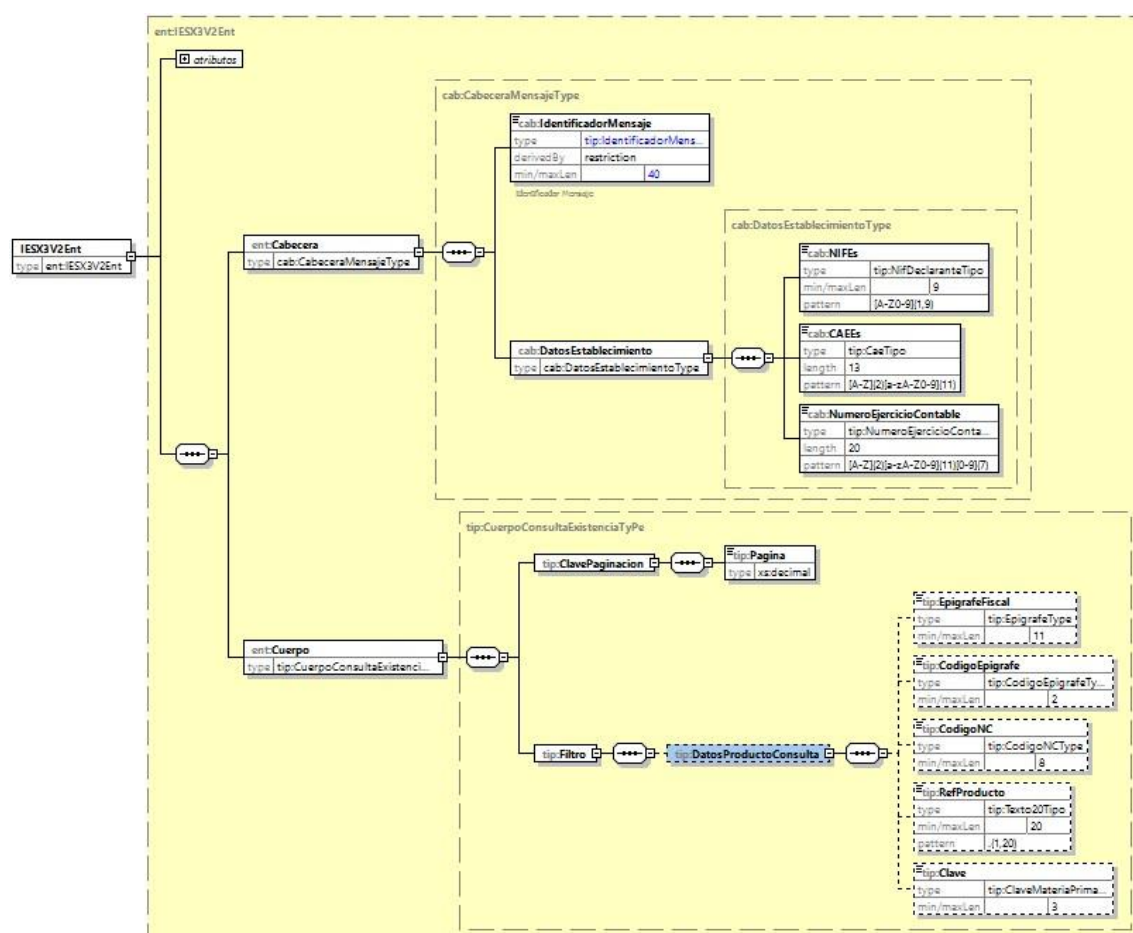 ent:IESX3V2Ent
atributos
cab:CabeceraMensajeType
cab:IdentificadorMensaje
type tip:IdentificadorMens...
derivedBy restriction
min/maxLen 40
Identificador Mensaje
cab:DatosEstablecimientoType
IESX3V2Ent
type ent:IESX3V2Ent
ent:Cabecera
type cab:CabeceraMensajeType
cab:NIFEs
type tip:NifDeclaranteTipo
min/maxLen 9
pattern [A-Z0-9]{1,9}
cab:DatosEstablecimiento
type cab:DatosEstablecimientoType
cab:CAEEs
type tip:CaeTipo
length 13
pattern [A-Z]{2}[a-zA-Z0-9]{11}
cab:NumeroEjercicioContable
type tip:NumeroEjercicioConta...
length 20
pattern [A-Z]{2}[a-zA-Z0-9]{11}[0-9]{7}
tip:CuerpoConsultaExistenciaTyPe
tip:ClavePaginacion
tip:Pagina
type xs:decimal
ent:Cuerpo
type tip:CuerpoConsultaExistenci...
tip:EpigrafeFiscal
type tip:EpigrafeType
min/maxLen 11
tip:CodigoEpigrafe
type tip:CodigoEpigrafeTy...
min/maxLen 2
tip:Filtro
tip:DatosProductoConsulta
tip:CodigoNC
type tip:CodigoNCType
min/maxLen 8
tip:RefProducto
type tip:Texto20Tipo
min/maxLen 20
pattern .{1,20}
tip:Clave
type tip:ClaveMateriaPrima...
min/maxLen 3